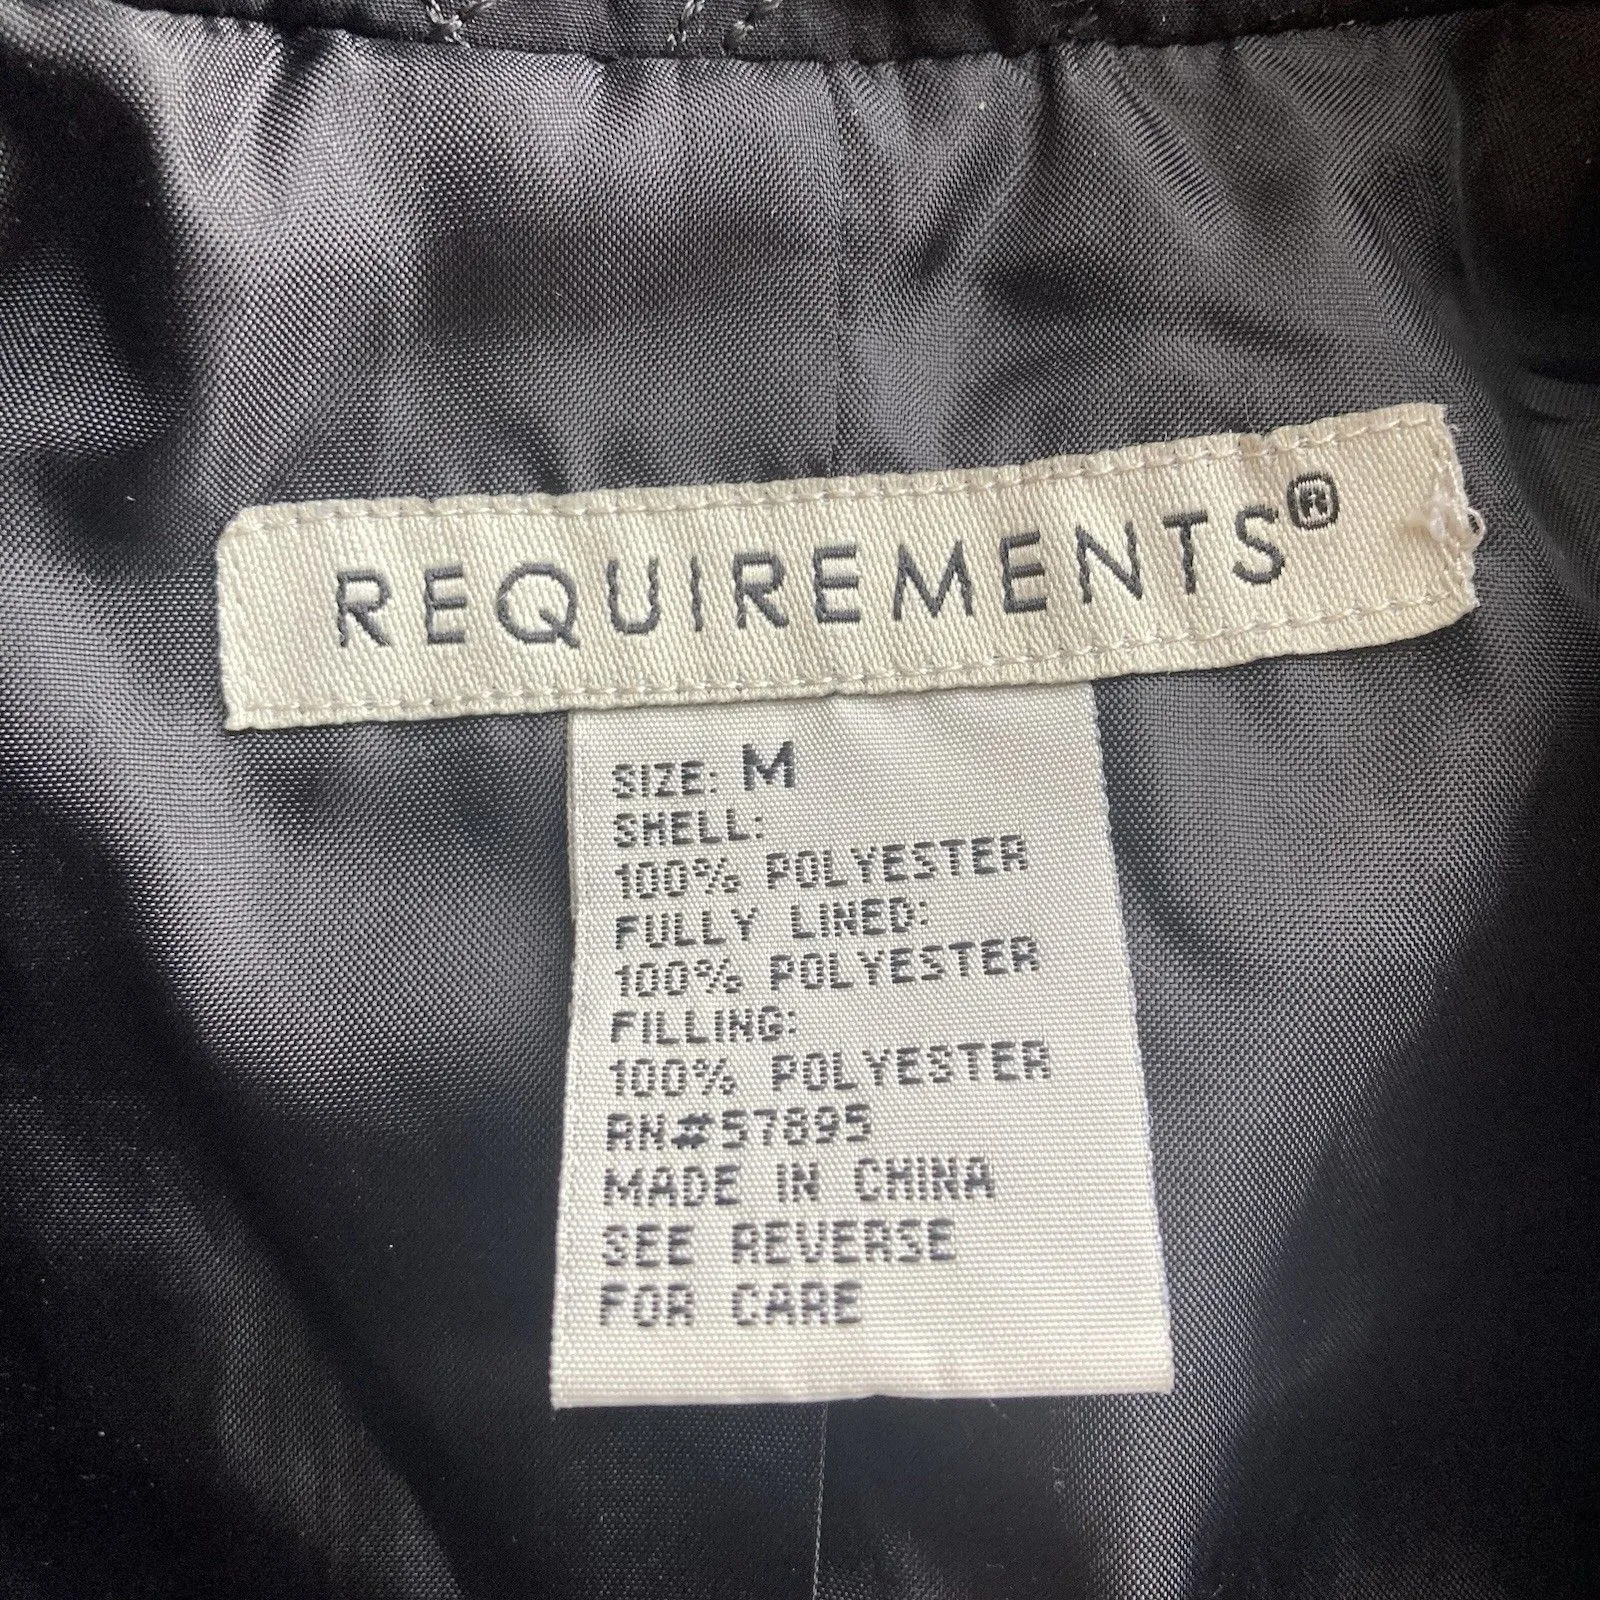 REQUIREMENTS®
SIZE: M
SHELL:
100% POLYESTER
FULLY LINED:
100% POLYESTER
FILLING:
100% POLYESTER
RN#57895
MADE IN CHINA
SEE REVERSE
FOR CARE